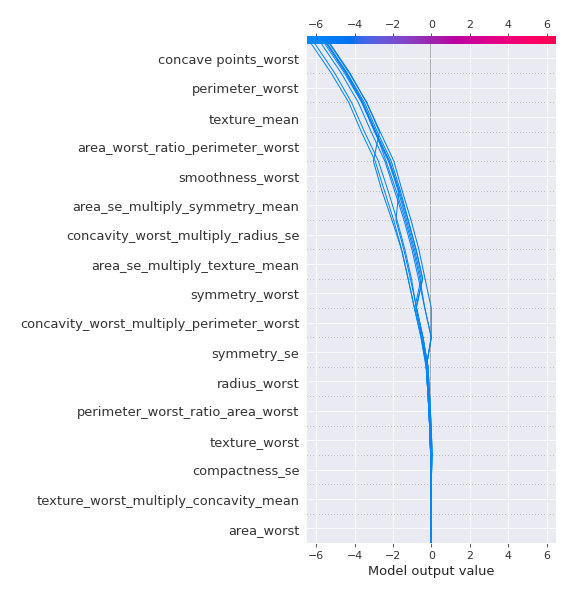 −6 −4 −2 0 2 4 6
concave points_worst
perimeter_worst
texture_mean
area_worst_ratio_perimeter_worst
smoothness_worst
area_se_multiply_symmetry_mean
concavity_worst_multiply_radius_se
area_se_multiply_texture_mean
symmetry_worst
concavity_worst_multiply_perimeter_worst
symmetry_se
radius_worst
perimeter_worst_ratio_area_worst
texture_worst
compactness_se
texture_worst_multiply_concavity_mean
area_worst
−6 −4 −2 0 2 4 6
Model output value